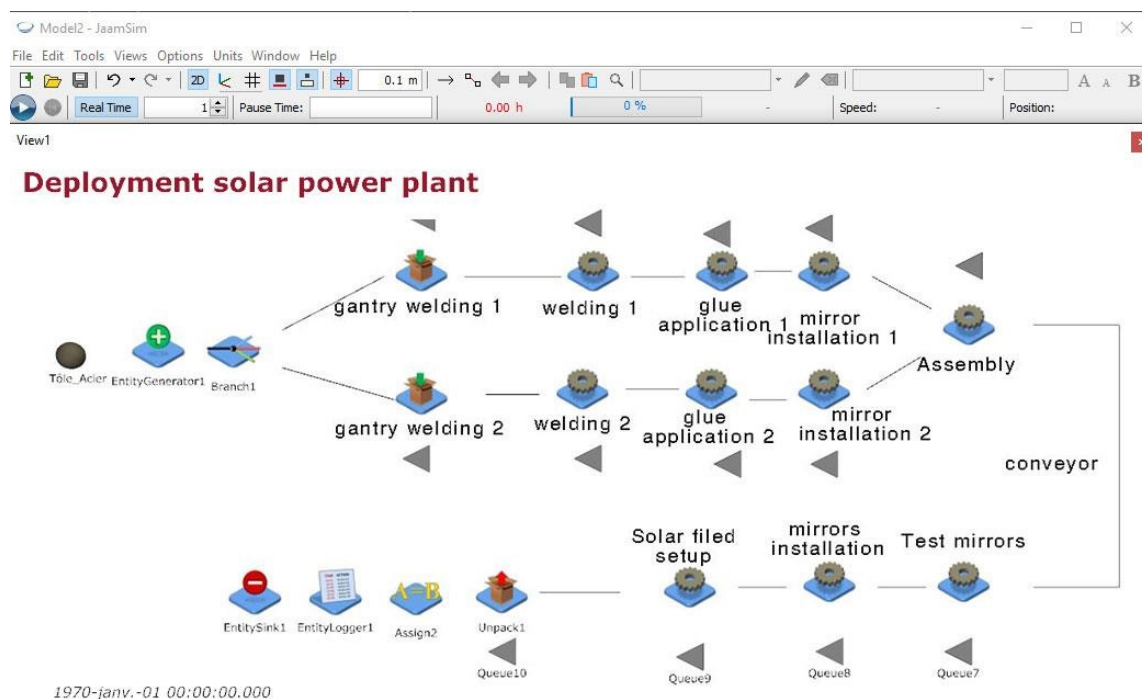 Model2 - JaamSim
File Edit Tools Views Options Units Window Help
2D 0.1 m A A B
Real Time 1 Pause Time: 0.00 h 0 % - Speed: - Position:
View1
Deployment solar power plant
gantry welding 1
welding 1
glue
application 1
mirror
installation 1
Assembly
Tôle_Acier
EntityGenerator1
Branch1
gantry welding 2
welding 2
glue
application 2
mirror
installation 2
conveyor
Solar filed
setup
mirrors
installation
Test mirrors
A=B
EntitySink1
EntityLogger1
Assign2
Unpack1
Queue10
Queue9
Queue8
Queue7
1970-janv.-01 00:00:00.000